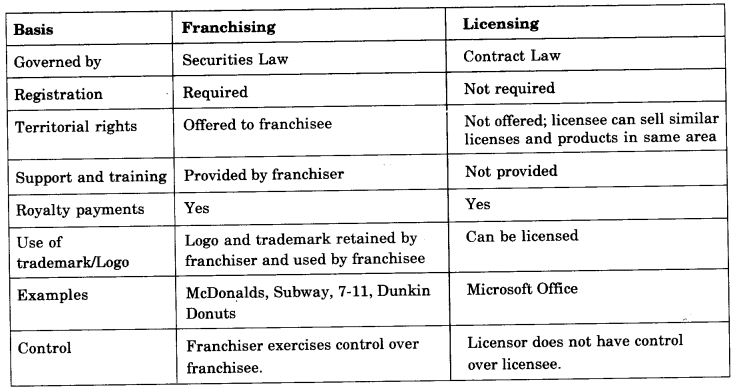 Basis Franchising Licensing
Governed by Securities Law Contract Law
Registration Required Not required
Territorial rights Offered to franchisee Not offered; licensee can sell similar
licenses and products in same area
Support and training Provided by franchiser Not provided
Royalty payments Yes Yes
Use of Logo and trademark retained by Can be licensed
trademark/Logo franchiser and used by franchisee
Examples McDonalds, Subway, 7-11, Dunkin Microsoft Office
Donuts
Control Franchiser exercises control over Licensor does not have control
franchisee. over licensee.